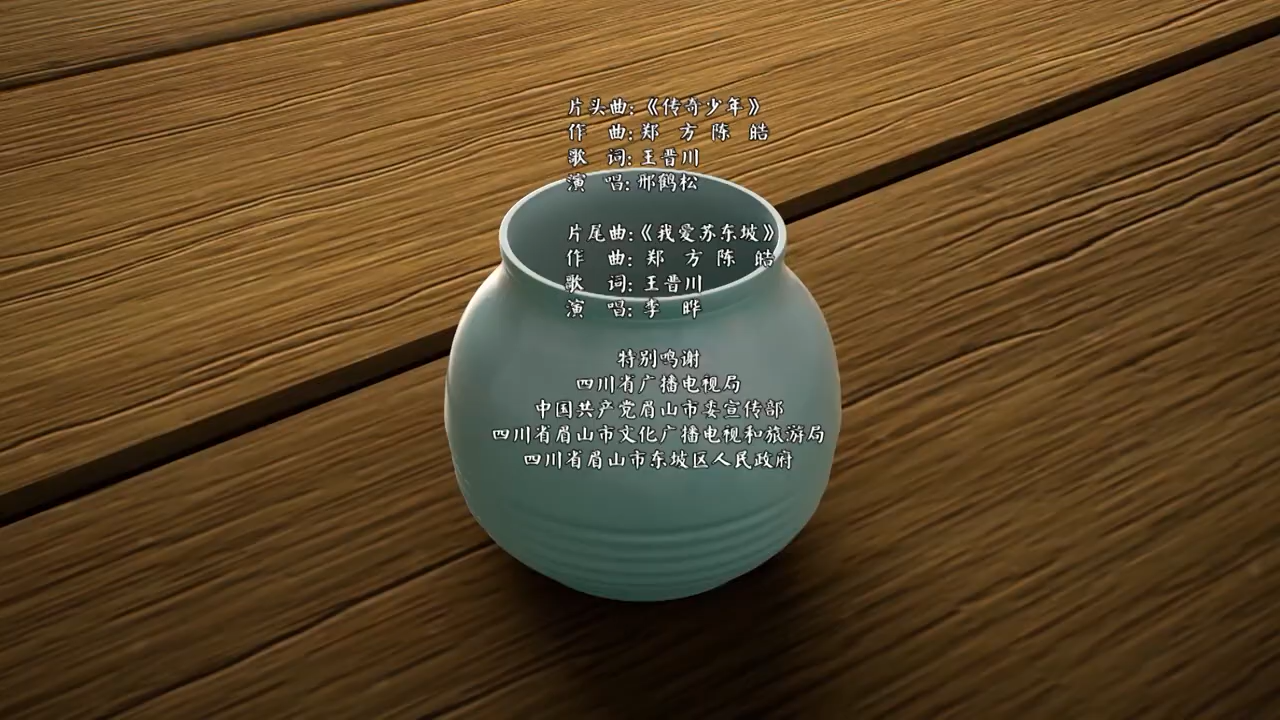 片头曲:《传奇少年》
作 曲:郑 方 陈 皓
歌 词:王晋川
演 唱:邢鹤松
片尾曲:《我爱苏东坡》
作 曲:郑 方 陈 皓
歌 词:王晋川
演 唱:李 晔
特别鸣谢
四川省广播电视局
中国共产党眉山市委宣传部
四川省眉山市文化广播电视和旅游局
四川省眉山市东坡区人民政府